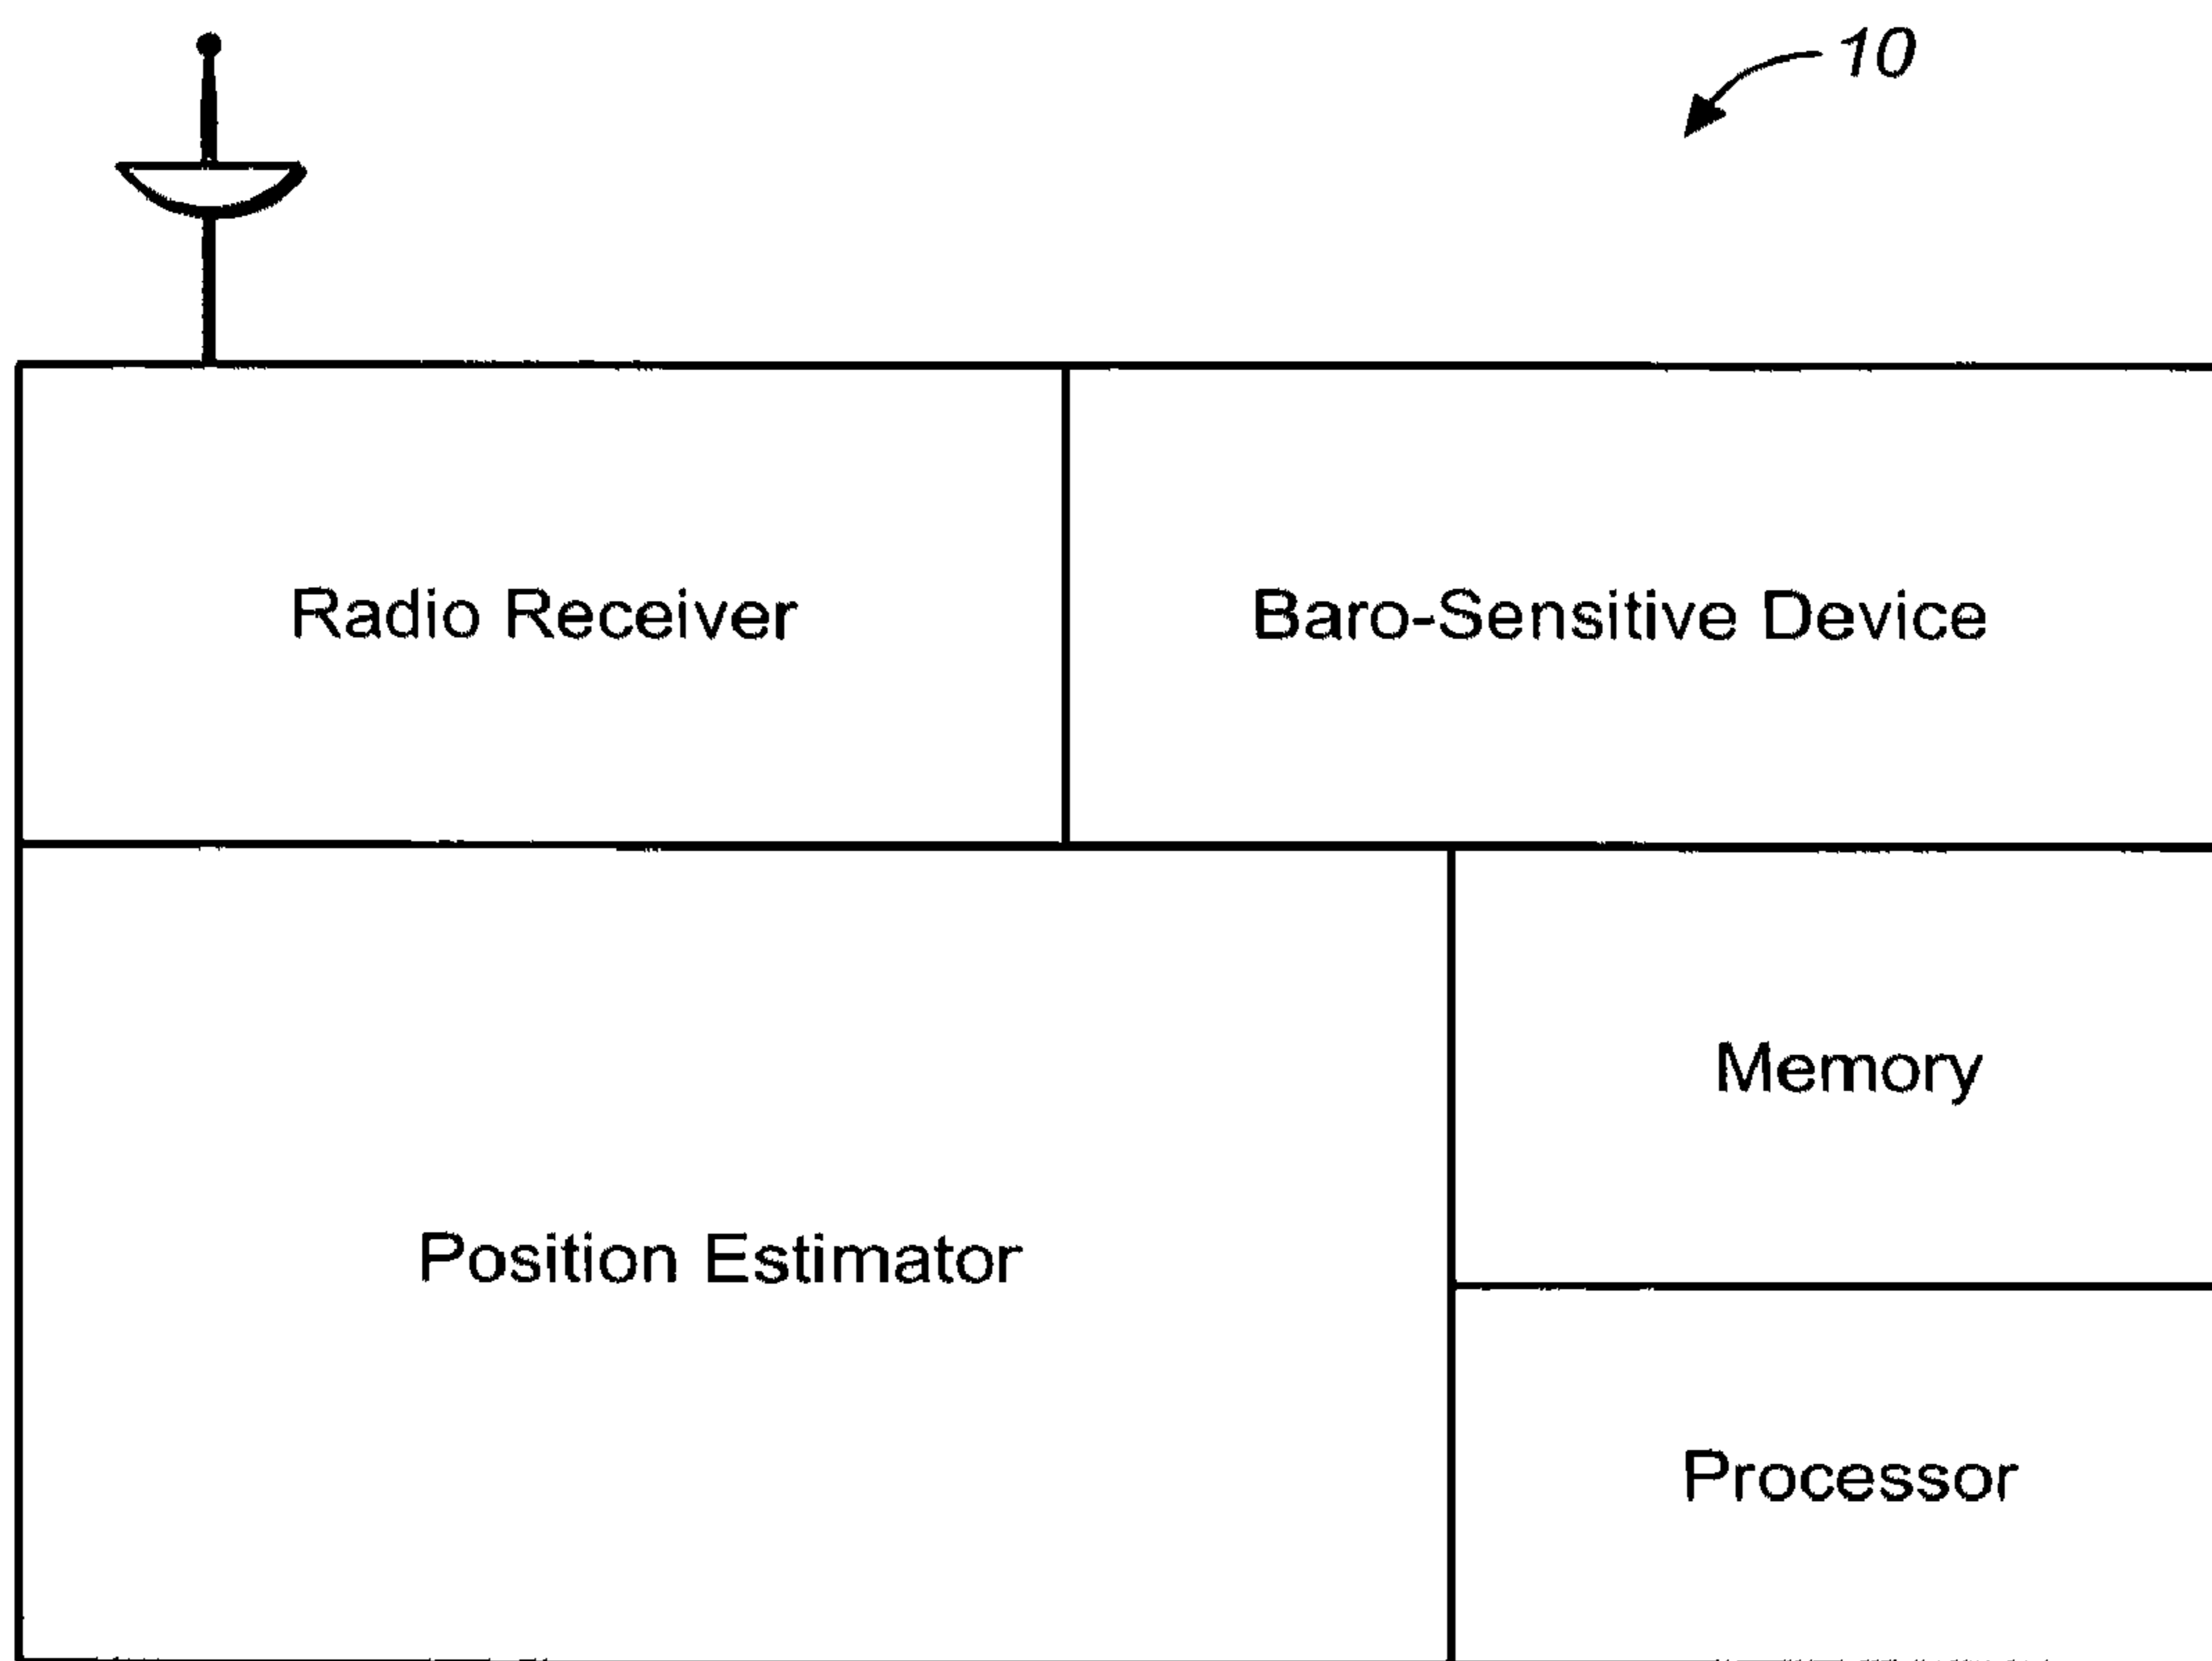 10
Radio Receiver
Baro-Sensitive Device
Memory
Position Estimator
Processor